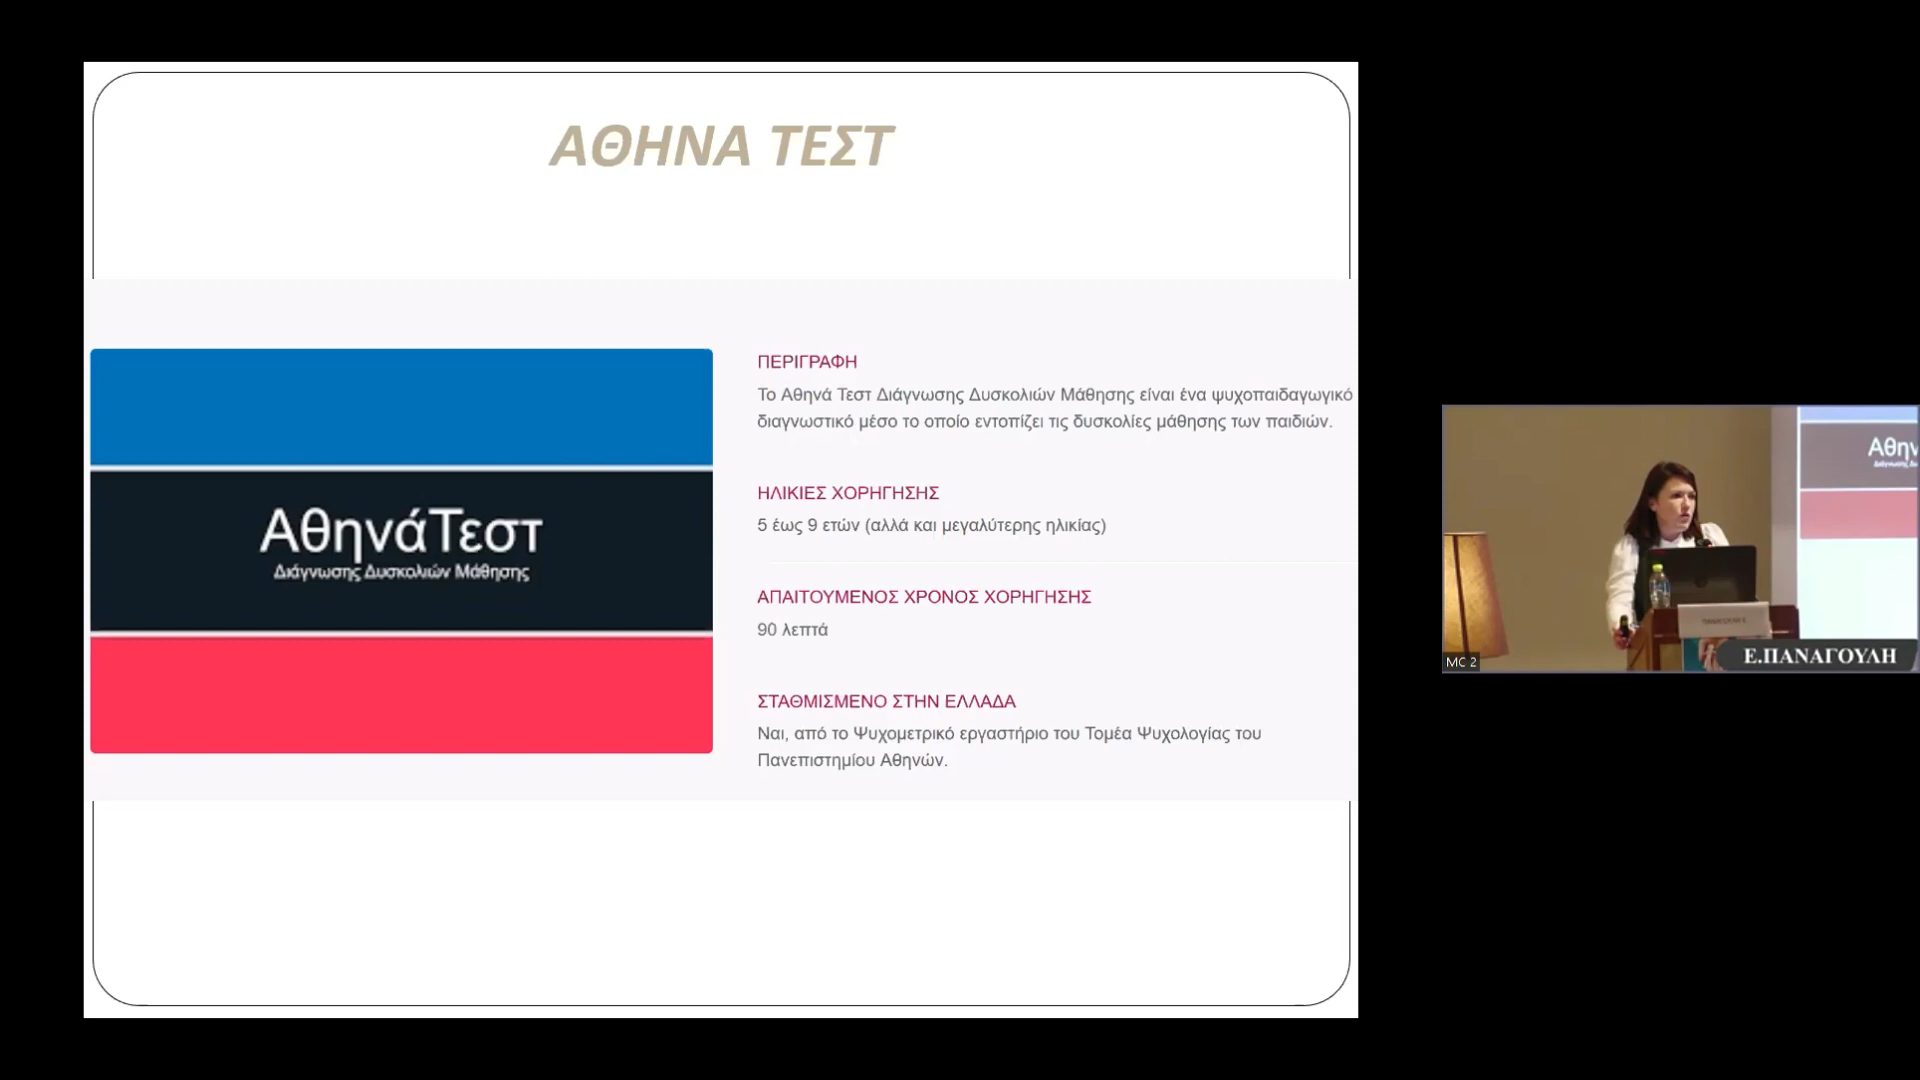 ΑΘΗΝΑ ΤΕΣΤ
ΑθηνάΤεστ
Διάγνωσης Δυσκολιών Μάθησης
ΠΕΡΙΓΡΑΦΗ
Το Αθηνά Τεστ Διάγνωσης Δυσκολιών Μάθησης είναι ένα ψυχοπαιδαγωγικό
διαγνωστικό μέσο το οποίο εντοπίζει τις δυσκολίες μάθησης των παιδιών.
ΗΛΙΚΙΕΣ ΧΟΡΗΓΗΣΗΣ
5 έως 9 ετών (αλλά και μεγαλύτερης ηλικίας)
ΑΠΑΙΤΟΥΜΕΝΟΣ ΧΡΟΝΟΣ ΧΟΡΗΓΗΣΗΣ
90 λεπτά
ΣΤΑΘΜΙΣΜΕΝΟ ΣΤΗΝ ΕΛΛΑΔΑ
Ναι, από το Ψυχομετρικό εργαστήριο του Τομέα Ψυχολογίας του
Πανεπιστημίου Αθηνών.
Αθην
MC 2
Ε.ΠΑΝΑΓΟΥΛΗ